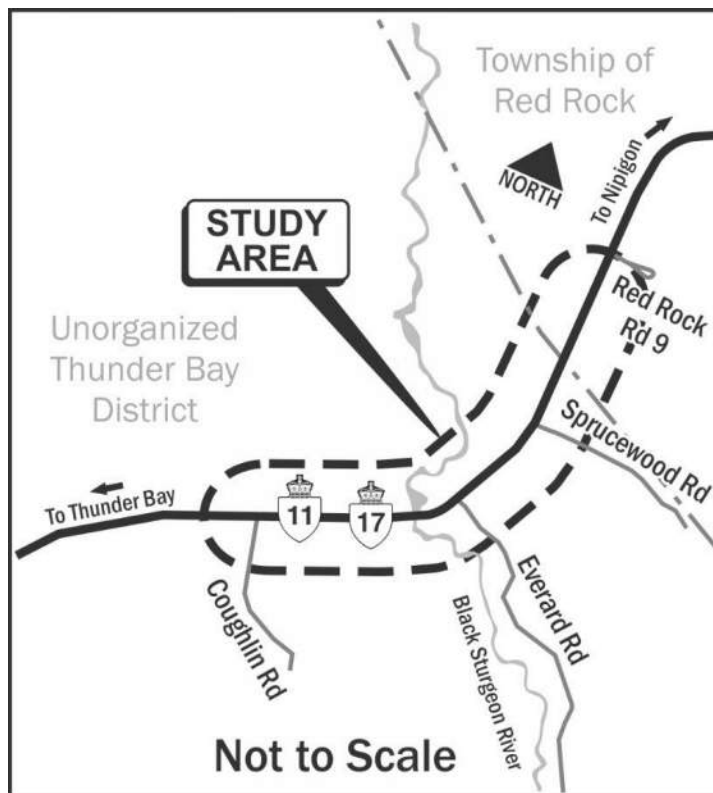 Township of
Red Rock
NORTH
To Nipigon
STUDY
AREA
Red Rock
Rd 9
Unorganized
Thunder Bay
District
Sprucewood Rd
To Thunder Bay
11
17
Coughlin Rd
Everard Rd
Black Sturgeon River
Not to Scale